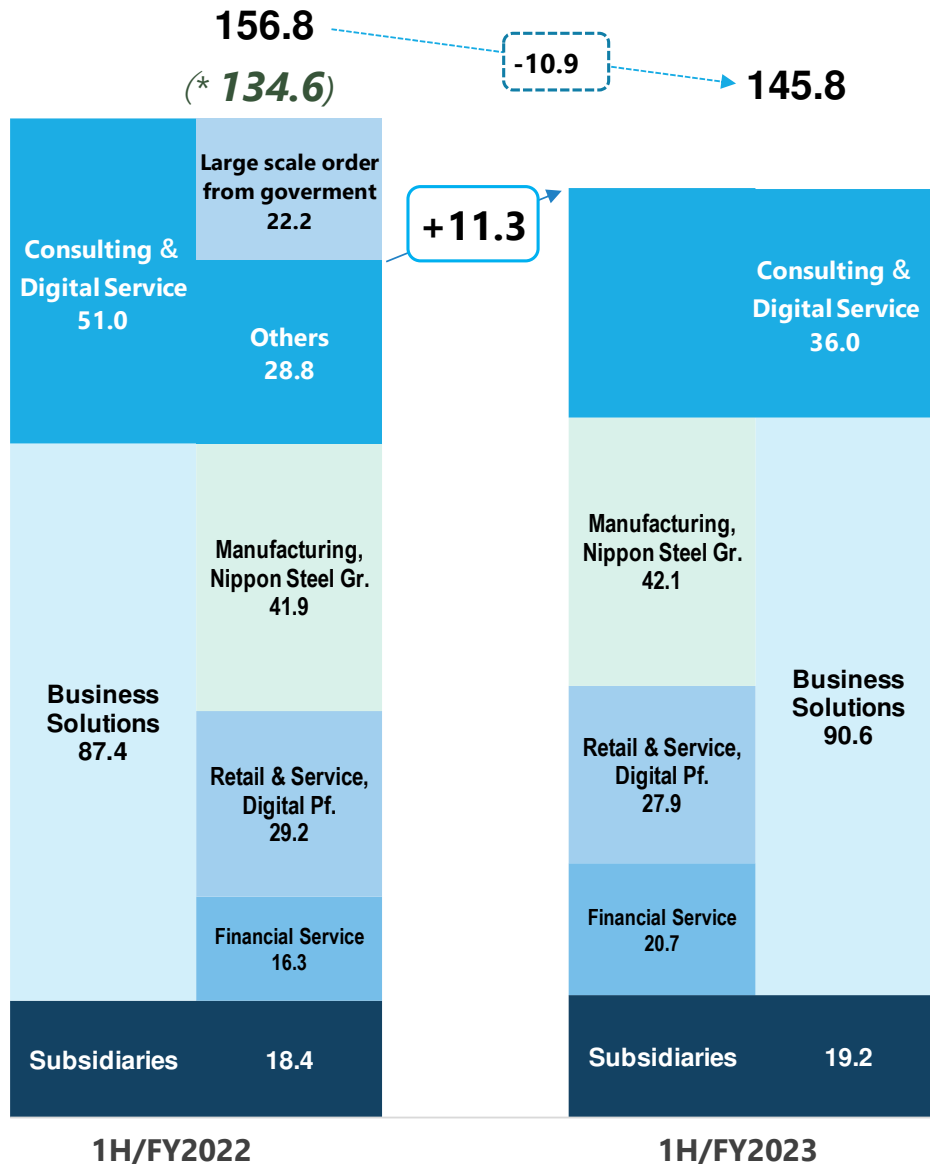 156.8
(* 134.6)
-10.9
145.8
Large scale order
from goverment
22.2
+11.3
Consulting &
Digital Service
51.0
Others
28.8
Consulting &
Digital Service
36.0
Manufacturing,
Nippon Steel Gr.
41.9
Manufacturing,
Nippon Steel Gr.
42.1
Business
Solutions
87.4
Retail & Service,
Digital Pf.
29.2
Retail & Service,
Digital Pf.
27.9
Business
Solutions
90.6
Financial Service
16.3
Financial Service
20.7
Subsidiaries 18.4
Subsidiaries 19.2
1H/FY2022
1H/FY2023